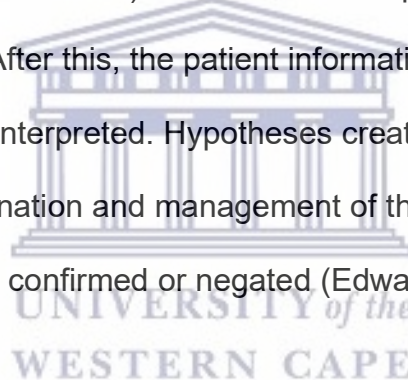 After this, the patient informati
nterpreted. Hypotheses creat
nation and management of th
confirmed or negated (Edwa
UNIVERSITY of the
WESTERN CAPE